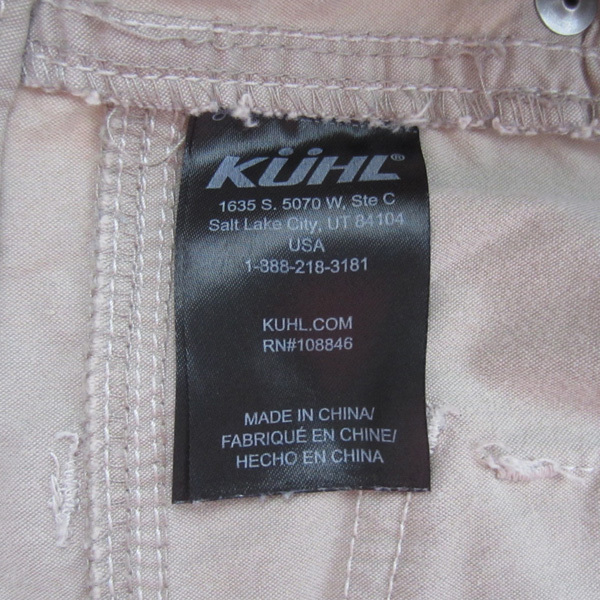 KÜHL®
1635 S. 5070 W, Ste C
Salt Lake City, UT 84104
USA
1-888-218-3181
KUHL.COM
RN#108846
MADE IN CHINA/
FABRIQUÉ EN CHINE/
HECHO EN CHINA